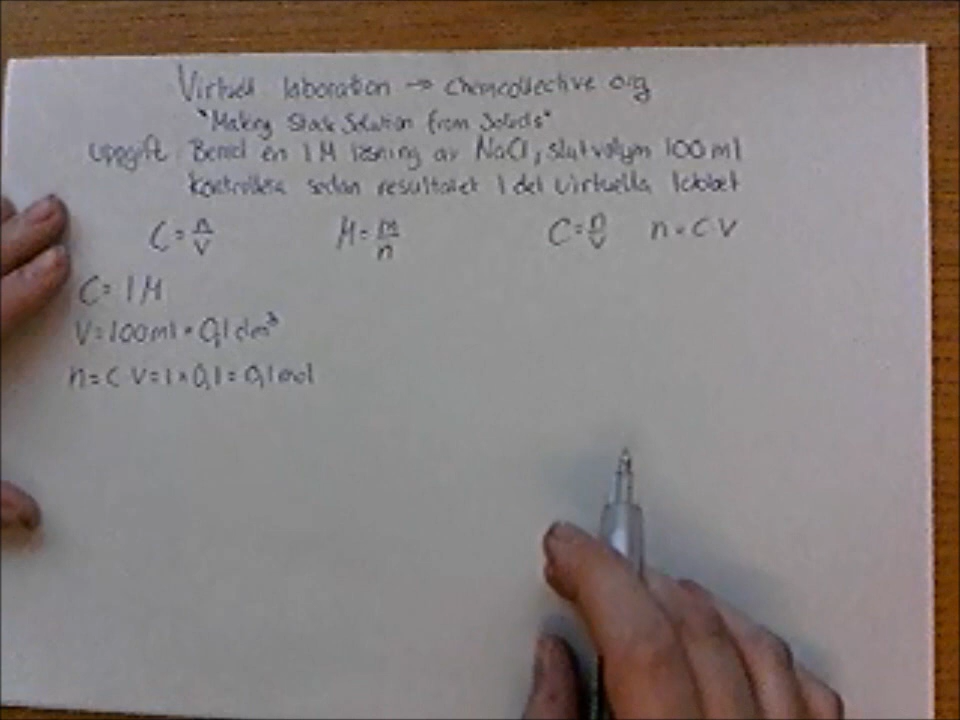 Virtuell laboration → chemcollective.org
"Making Stock Solution from Solids"
Uppgift: Bered en 1 M lösning av NaCl, slutvolym 100 ml
Kontrollera sedan resultatet i det virtuella labbet
C = n/V   M = m/n   C = n/V   n = C·V
C = 1 M
V = 100 ml = 0,1 dm³
n = C·V = 1 × 0,1 = 0,1 mol